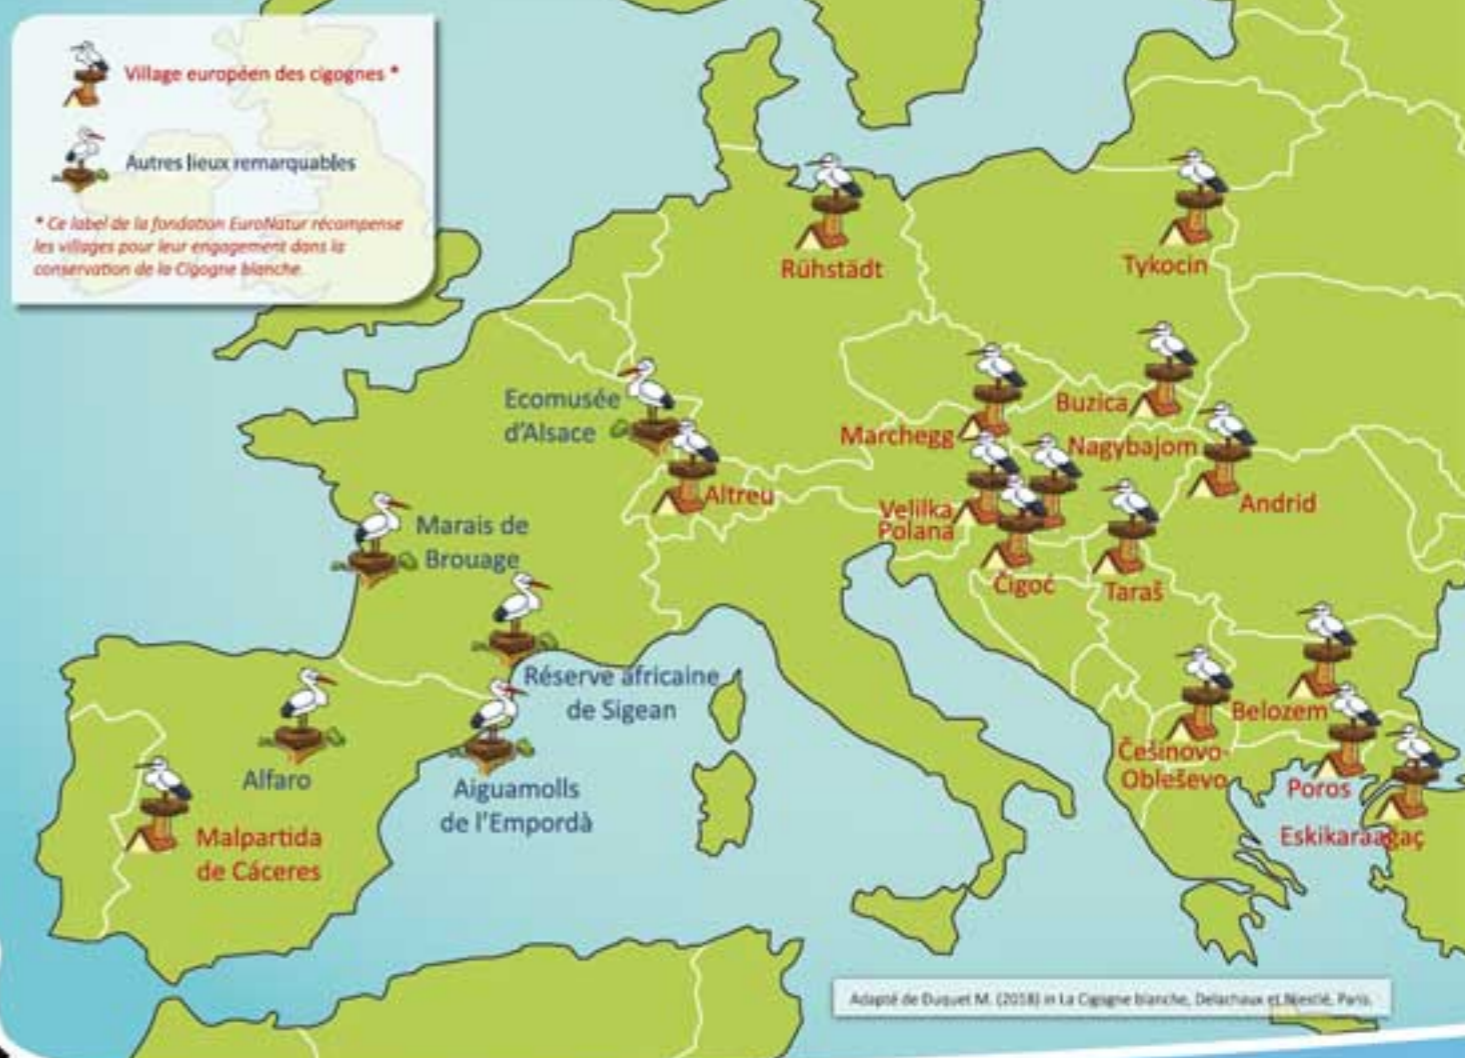 Village européen des cigognes *
Autres lieux remarquables
* Ce label de la fondation EuroNatur récompense
les villages pour leur engagement dans la
conservation de la Cigogne blanche.
Rühstädt
Tykocin
Ecomusée
d'Alsace
Buzica
Marchegg
Nagybajom
Altreu
Andrid
Velilka
Polana
Marais de
Brouage
Čigoć
Taraš
Réserve africaine
de Sigean
Belozem
Alfaro
Češinovo-
Obleševo
Aiguamolls
de l'Empordà
Poros
Malpartida
de Cáceres
Eskikaraağaç
Adapté de Duquet M. (2018) in La Cigogne blanche, Delachaux et Niestlé, Paris.